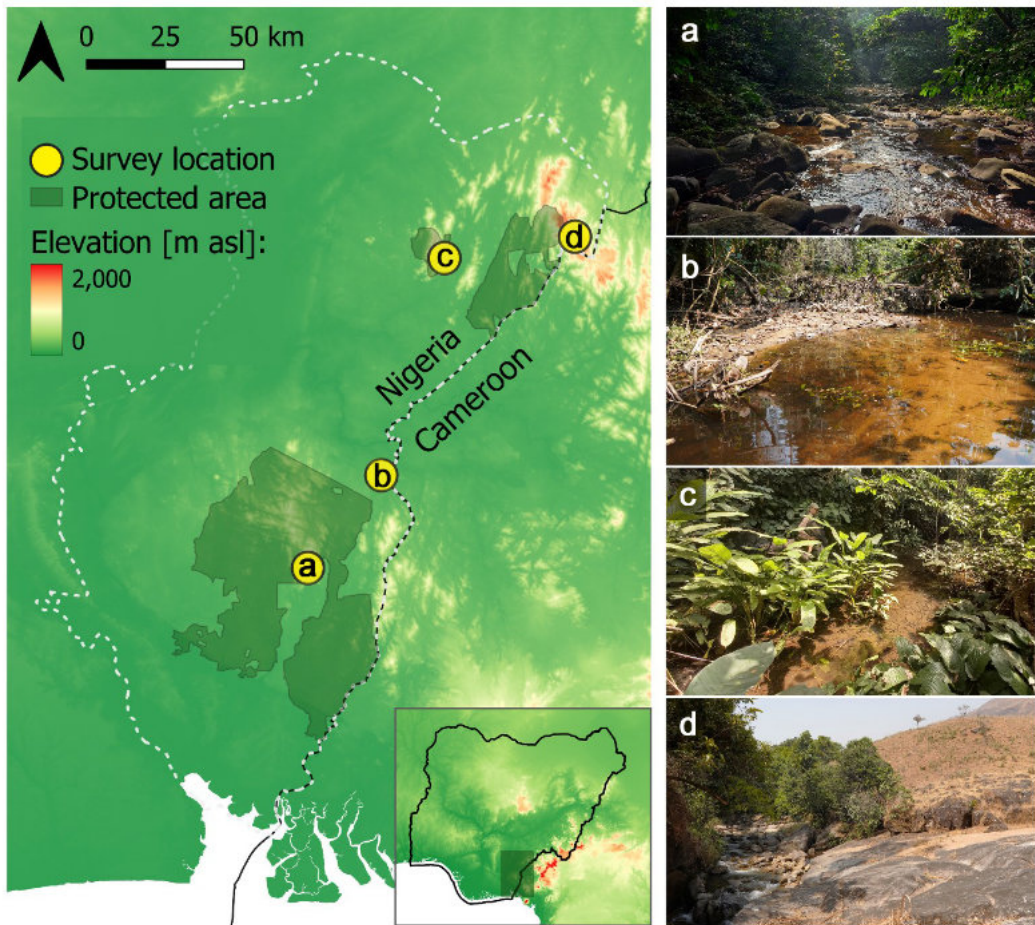 0 25 50 km
Survey location
Protected area
Elevation [m asl]:
2,000
0
c
d
Nigeria
Cameroon
b
a
a
b
c
d